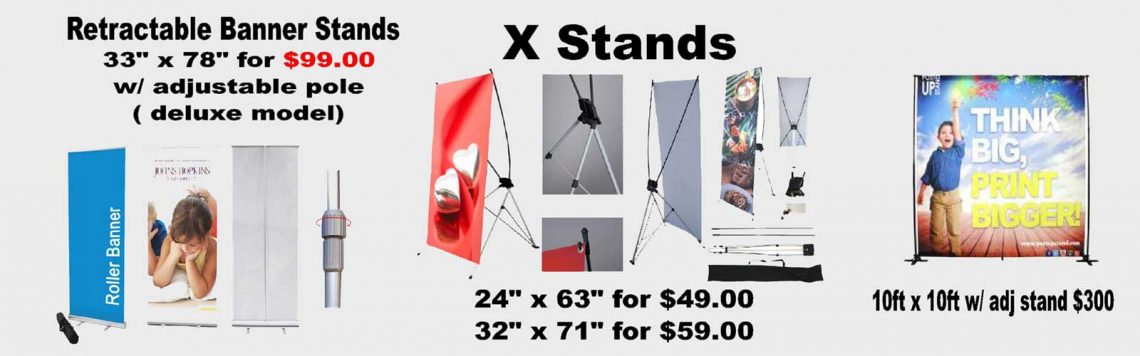 Retractable Banner Stands
33" x 78" for $99.00
w/ adjustable pole
( deluxe model)
Roller Banner
JOHNS HOPKINS
X Stands
24" x 63" for $49.00
32" x 71" for $59.00
UP
THINK
BIG,
PRINT
BIGGER!
10ft x 10ft w/ adj stand $300